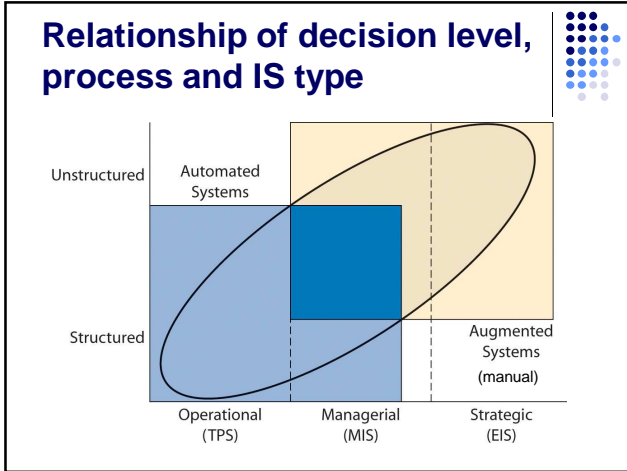 Relationship of decision level,
process and IS type
Unstructured
Automated
Systems
Structured
Augmented
Systems
(manual)
Operational
(TPS)
Managerial
(MIS)
Strategic
(EIS)